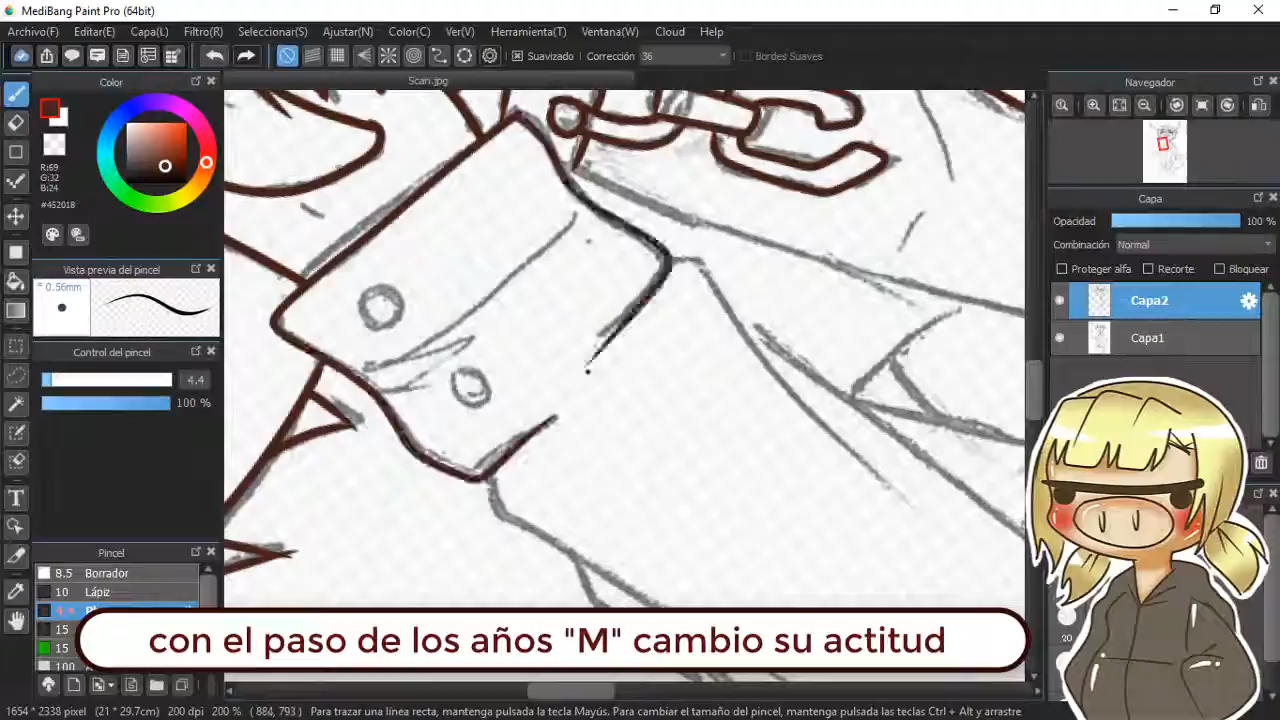 MediBang Paint Pro (64bit)
Archivo(F) Editar(E) Capa(L) Filtro(R) Seleccionar(S) Ajustar(N) Color(C) Ver(V) Herramienta(T) Ventana(W) Cloud Help
Suavizado Corrección 36 Bordes Suaves
Color
Scan.jpg
Navegador
R:69
G:32
B:24
#452018
Capa
Opacidad 100 %
Combinación Normal
Proteger alfa Recorte Bloquear
Vista previa del pincel
0.56mm
Capa2
Capa1
Control del pincel
4.4
100 %
Pincel
8.5 Borrador
10 Lápiz
15
15
100
20
con el paso de los años "M" cambio su actitud
1654 * 2338 pixel (21 * 29.7cm) 200 dpi 200 % ( 884, 793 ) Para trazar una línea recta, mantenga pulsada la tecla Mayús. Para cambiar el tamaño del pincel, mantenga pulsadas las teclas Ctrl + Alt y arrastre